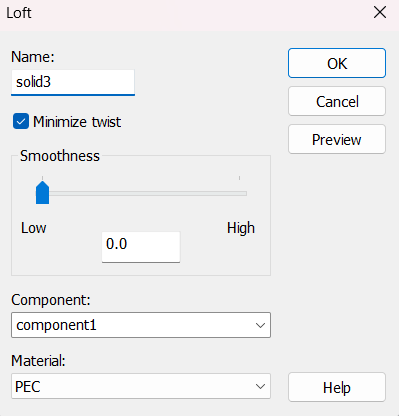 Loft
Name:
OK
solid3
Cancel
Minimize twist
Preview
Smoothness
Low
High
0.0
Component:
component1
Material:
PEC
Help